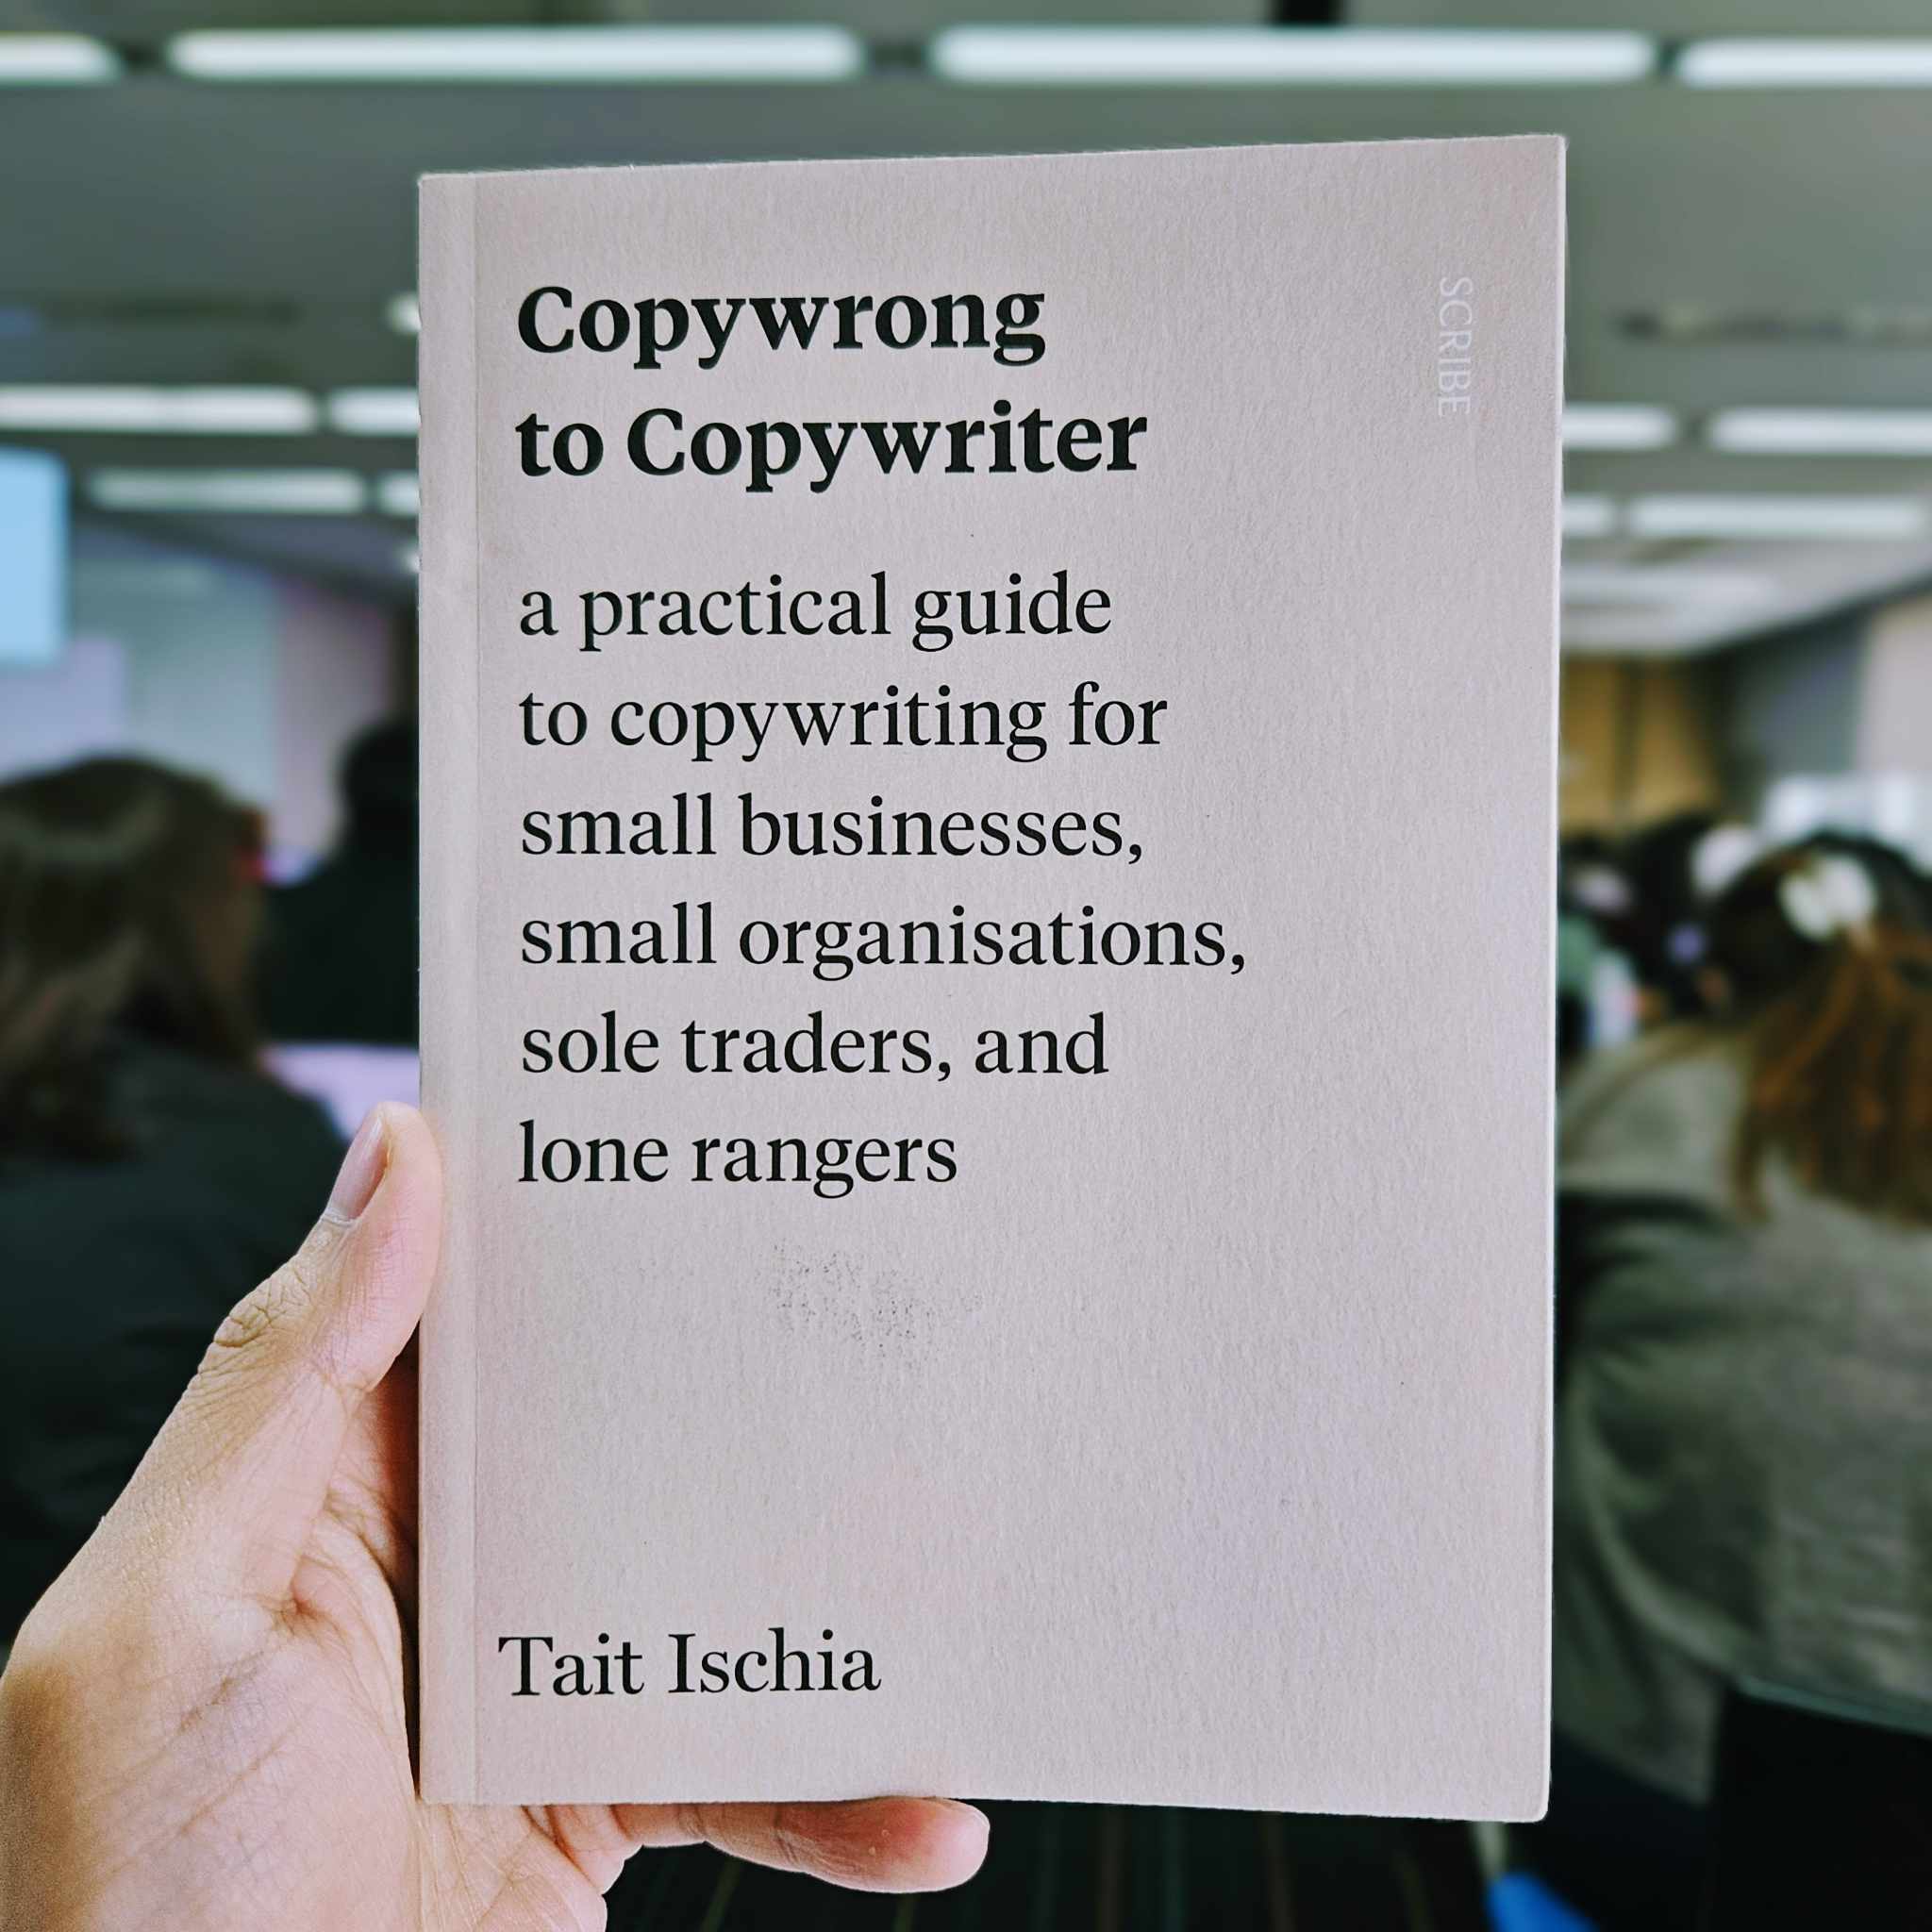 Copywrong
to Copywriter
SCRIBE
a practical guide
to copywriting for
small businesses,
small organisations,
sole traders, and
lone rangers
Tait Ischia